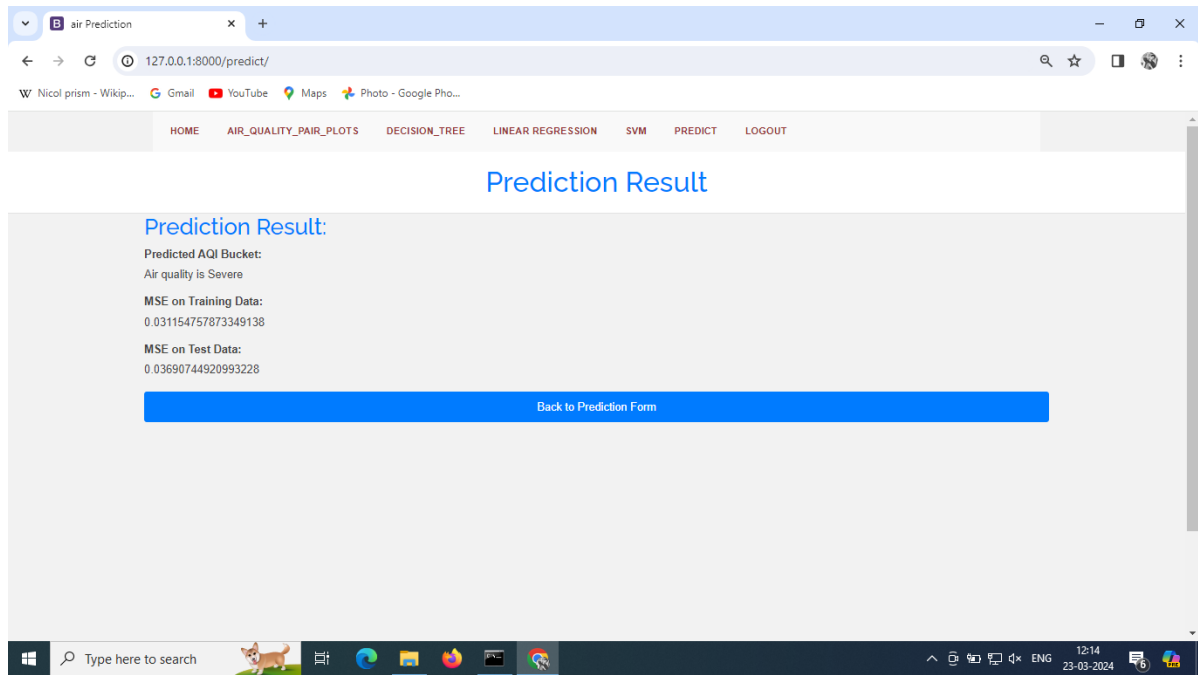 air Prediction
127.0.0.1:8000/predict/
Nicol prism - Wikip... Gmail YouTube Maps Photo - Google Pho...
HOME AIR_QUALITY_PAIR_PLOTS DECISION_TREE LINEAR REGRESSION SVM PREDICT LOGOUT
Prediction Result
Prediction Result:
Predicted AQI Bucket:
Air quality is Severe
MSE on Training Data:
0.031154757873349138
MSE on Test Data:
0.03690744920993228
Back to Prediction Form
Type here to search
ENG
12:14
23-03-2024
6